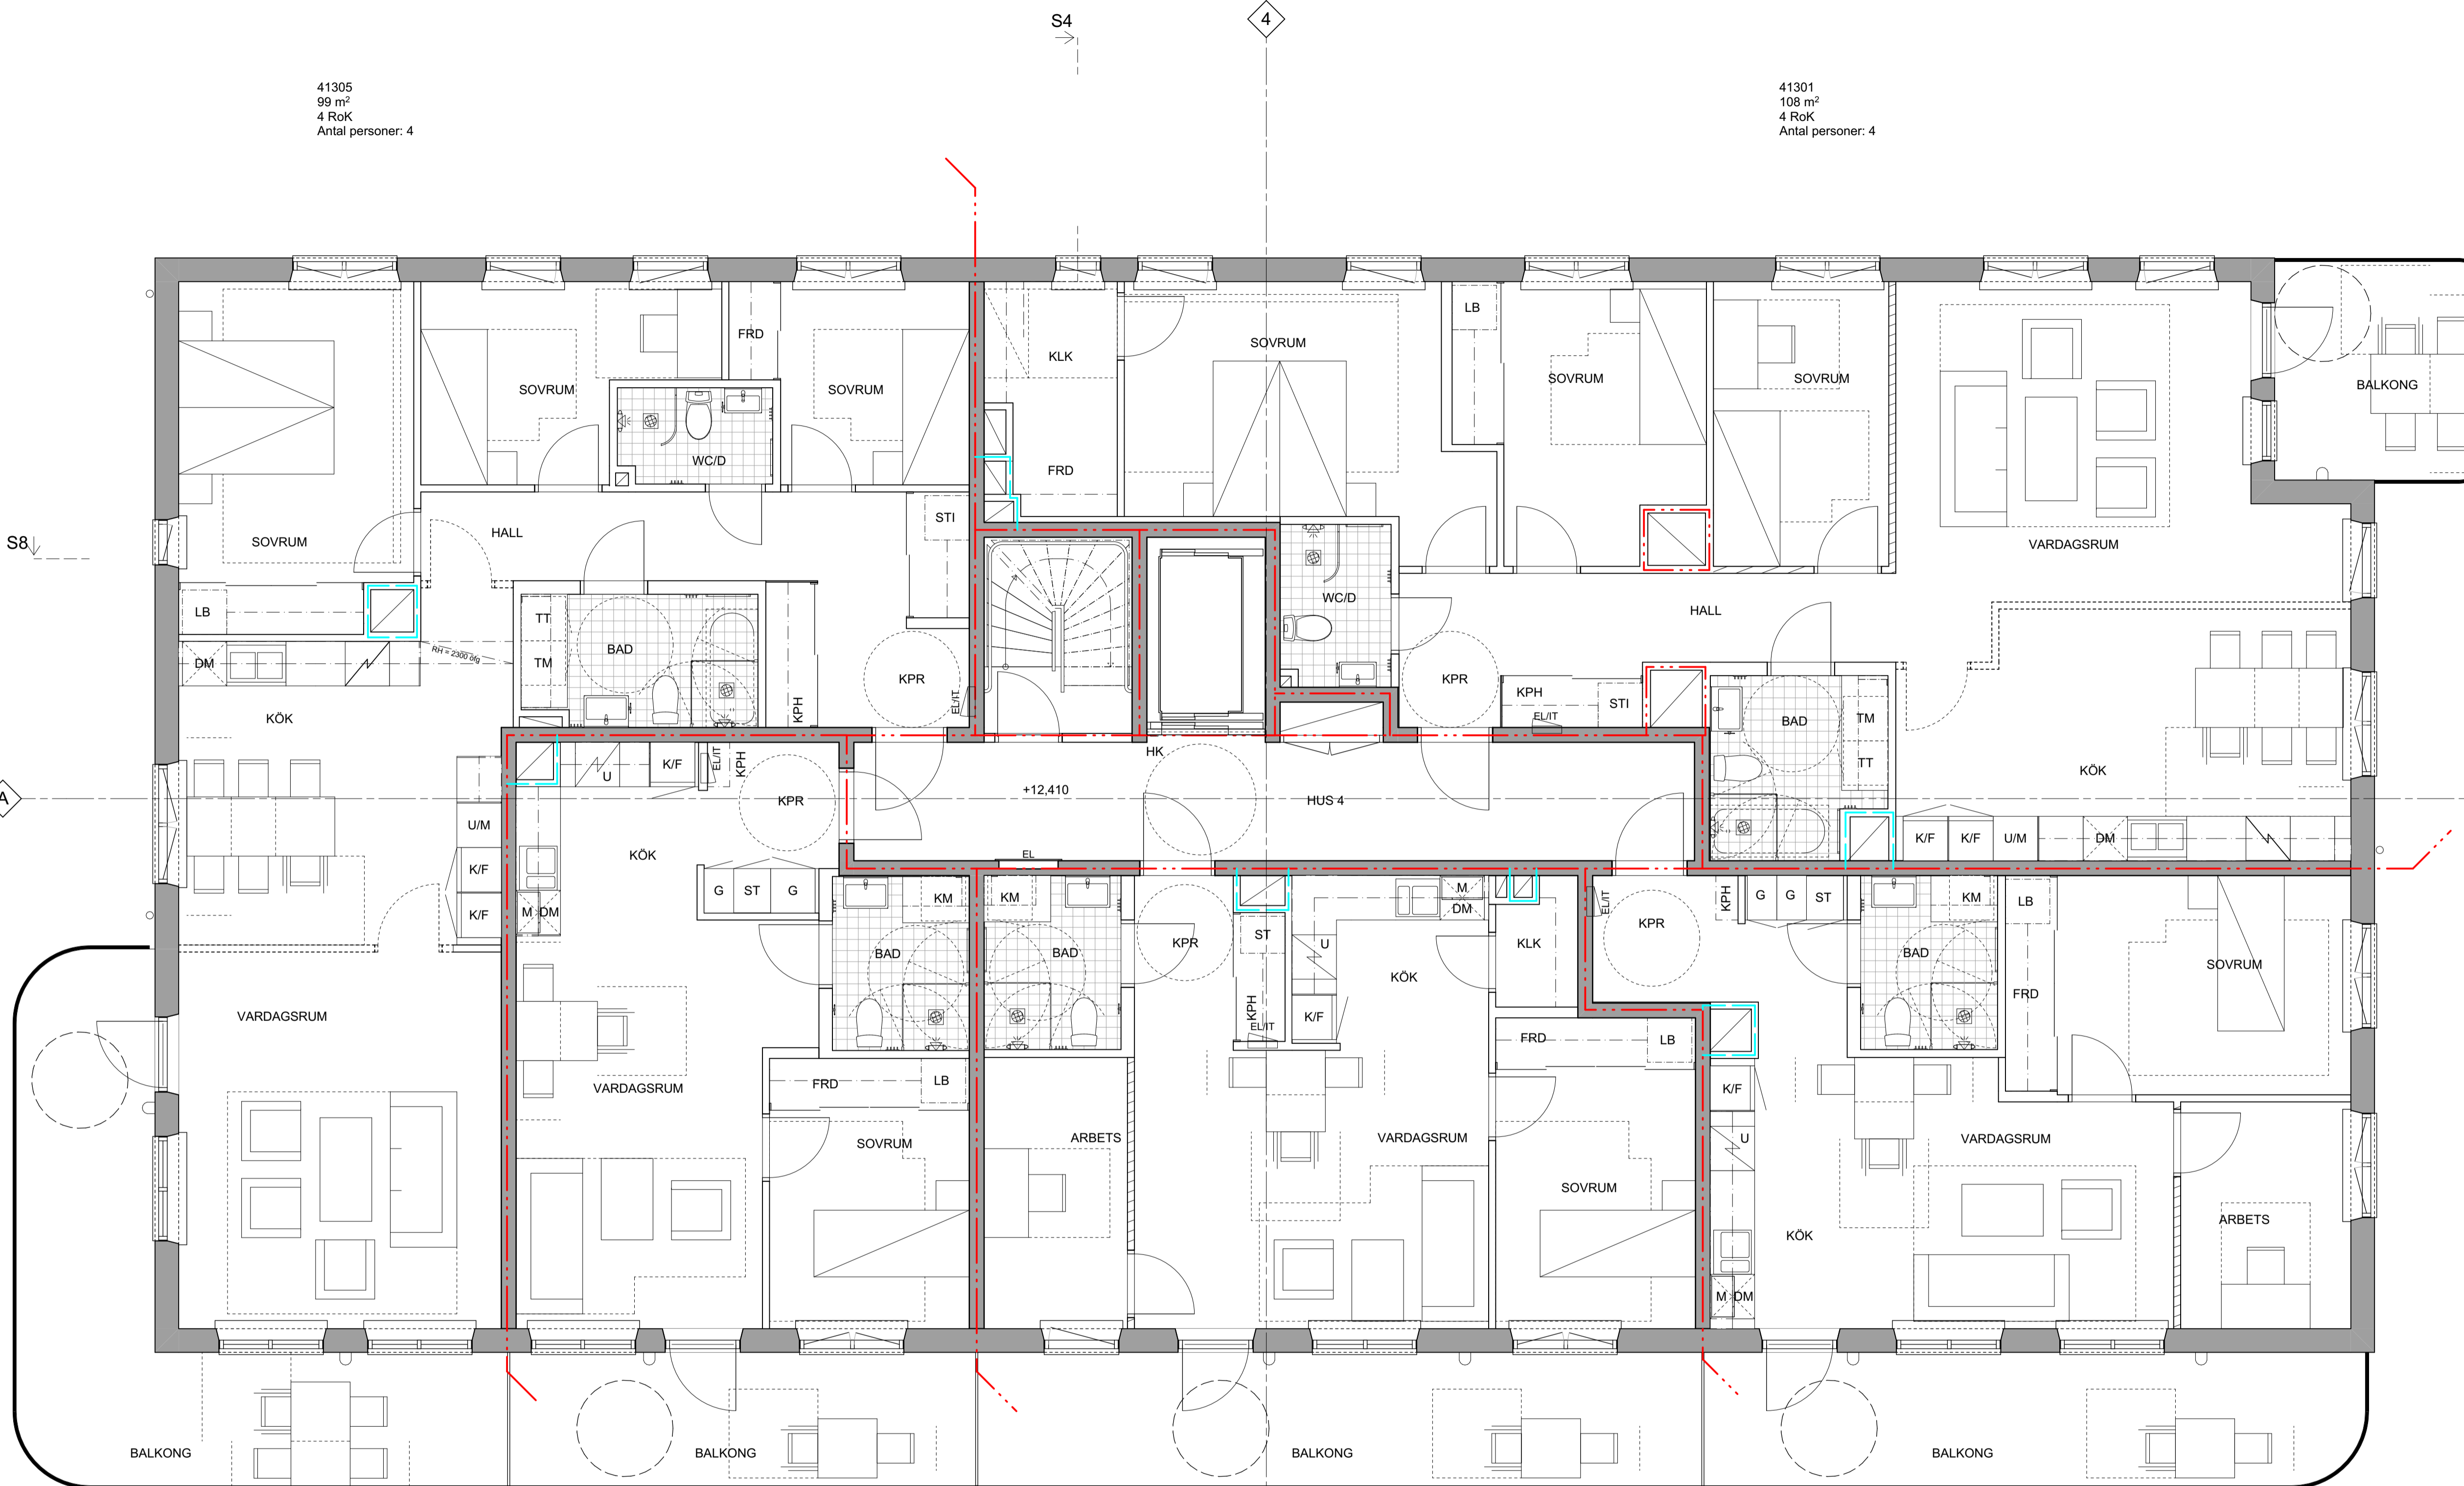 S4
4
41305
99 m²
4 RoK
Antal personer: 4
41301
108 m²
4 RoK
Antal personer: 4
LB
FRD
SOVRUM
KLK
SOVRUM
SOVRUM
SOVRUM
SOVRUM
BALKONG
WC/D
FRD
STI
HALL
S8
SOVRUM
VARDAGSRUM
WC/D
LB
TT
HALL
BAD
TM
DM
RH = 2300 öfg
KPR
KPR
KPH
STI
EL/IT
KPH
EL/IT
BAD
TM
KÖK
HK
K/F
U
EL/IT
KPH
TT
KÖK
A
+12,410
KPR
HUS 4
U/M
K/F
K/F
U/M
DM
KÖK
EL
K/F
G
ST
G
KM
KM
M
DM
KPH
G
G
ST
KM
LB
EL/IT
K/F
M
DM
ST
KPR
BAD
BAD
KPR
U
KLK
KÖK
BAD
SOVRUM
FRD
VARDAGSRUM
KPH
K/F
EL/IT
FRD
LB
VARDAGSRUM
FRD
LB
K/F
SOVRUM
ARBETS
VARDAGSRUM
U
VARDAGSRUM
SOVRUM
ARBETS
KÖK
M
DM
BALKONG
BALKONG
BALKONG
BALKONG